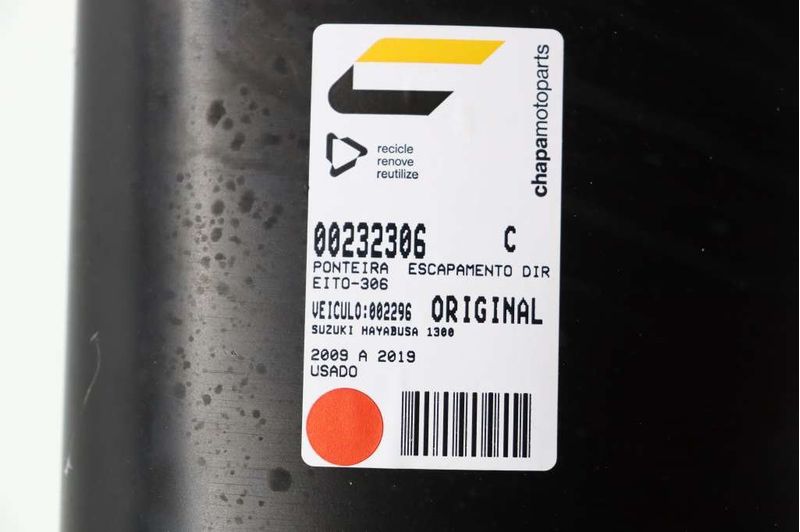 chapamotoparts
recicle
renove
reutilize
00232306 C
PONTEIRA ESCAPAMENTO DIR
EITO-306
VEICULO:002296 ORIGINAL
SUZUKI HAYABUSA 1300
2009 A 2019
USADO